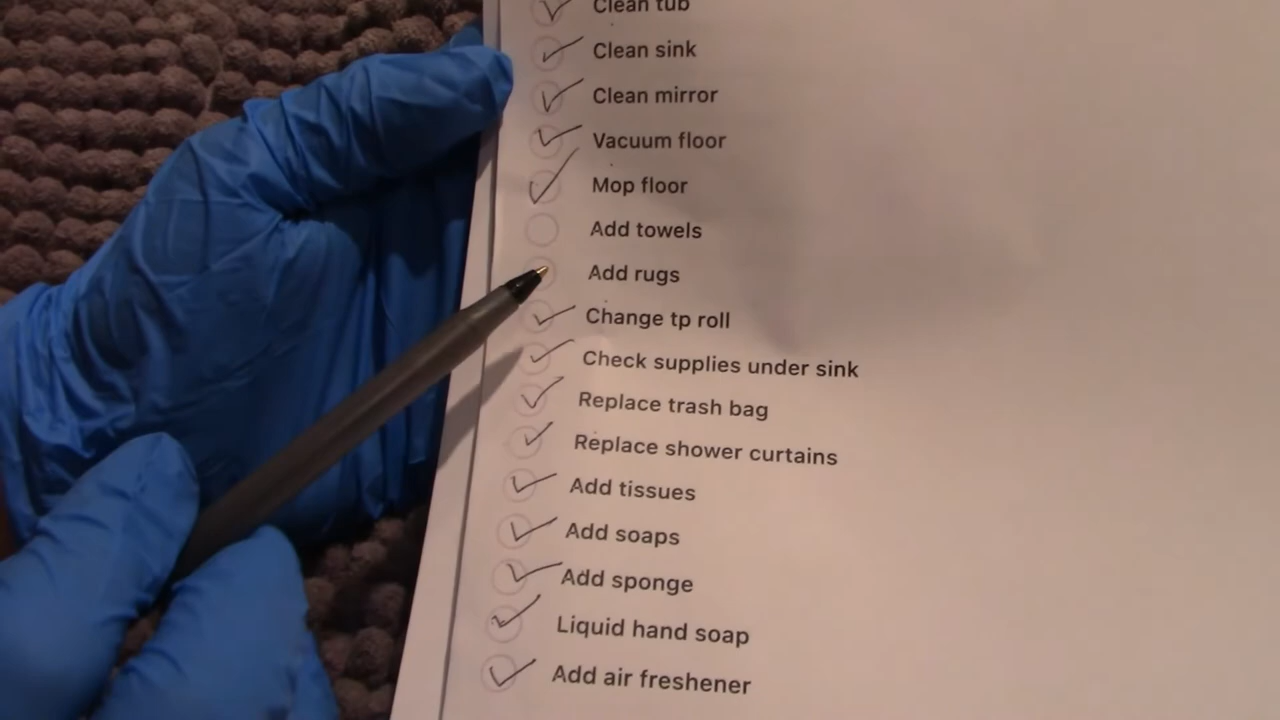 Clean tub
Clean sink
Clean mirror
Vacuum floor
Mop floor
Add towels
Add rugs
Change tp roll
Check supplies under sink
Replace trash bag
Replace shower curtains
Add tissues
Add soaps
Add sponge
Liquid hand soap
Add air freshener